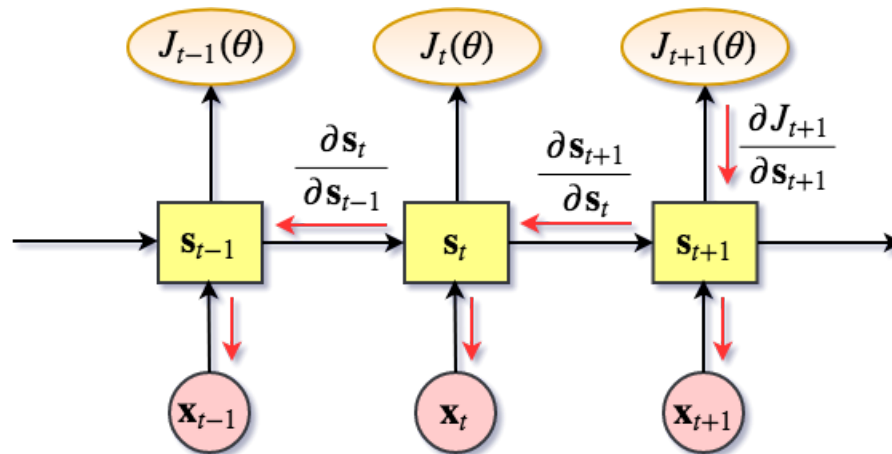 J_{t−1}(θ) J_t(θ) J_{t+1}(θ)
∂s_t/∂s_{t−1} ∂s_{t+1}/∂s_t ∂J_{t+1}/∂s_{t+1}
s_{t−1} s_t s_{t+1}
x_{t−1} x_t x_{t+1}